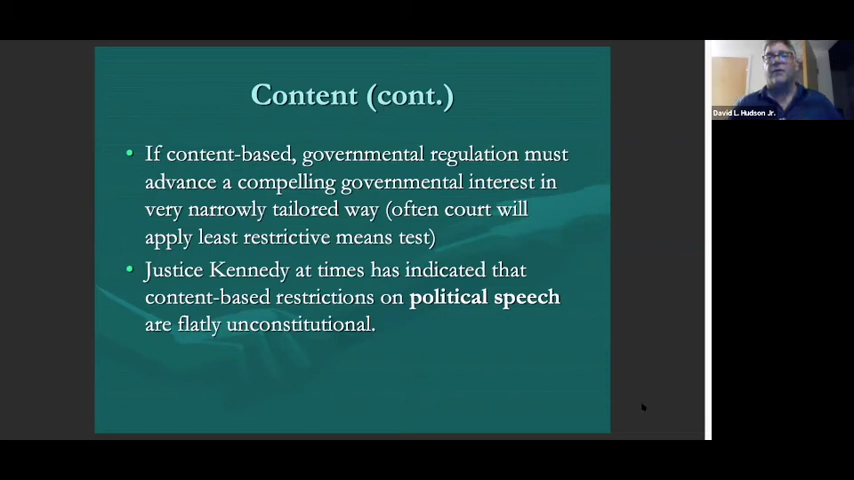 Content (cont.)
• If content-based, governmental regulation must
advance a compelling governmental interest in
very narrowly tailored way (often court will
apply least restrictive means test)
• Justice Kennedy at times has indicated that
content-based restrictions on political speech
are flatly unconstitutional.
David L. Hudson Jr.